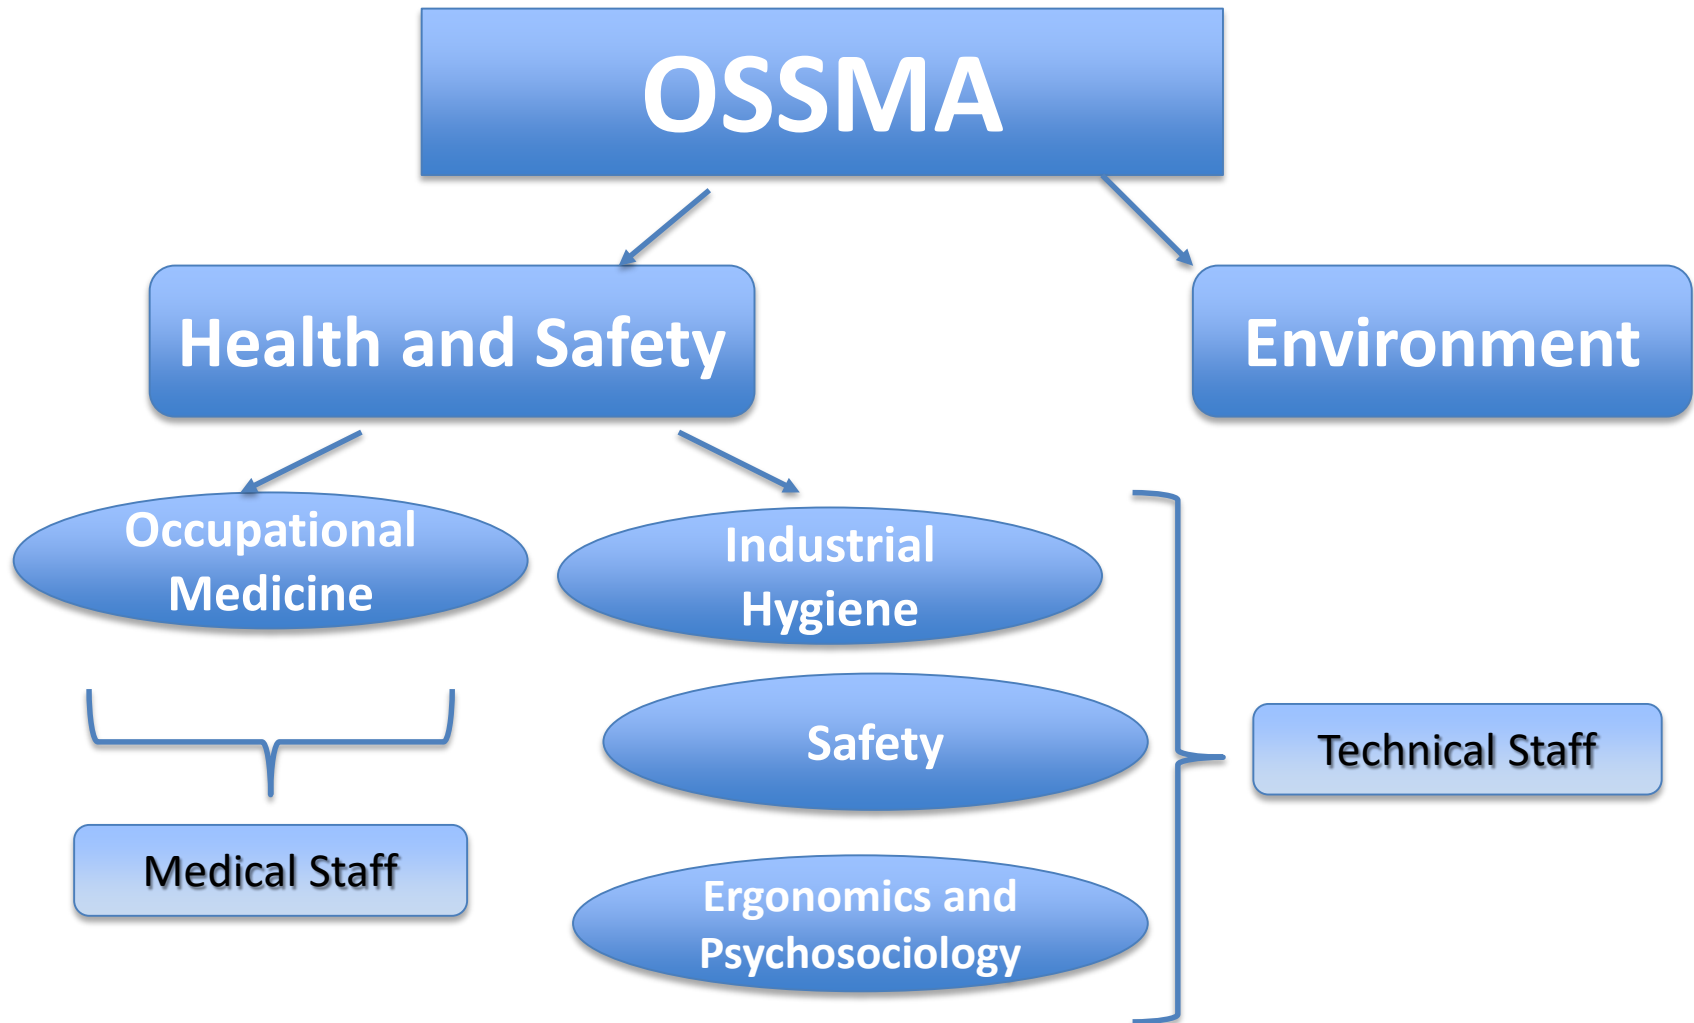 OSSMA
Health and Safety
Environment
Occupational
Medicine
Industrial
Hygiene
Safety
Technical Staff
Medical Staff
Ergonomics and
Psychosociology